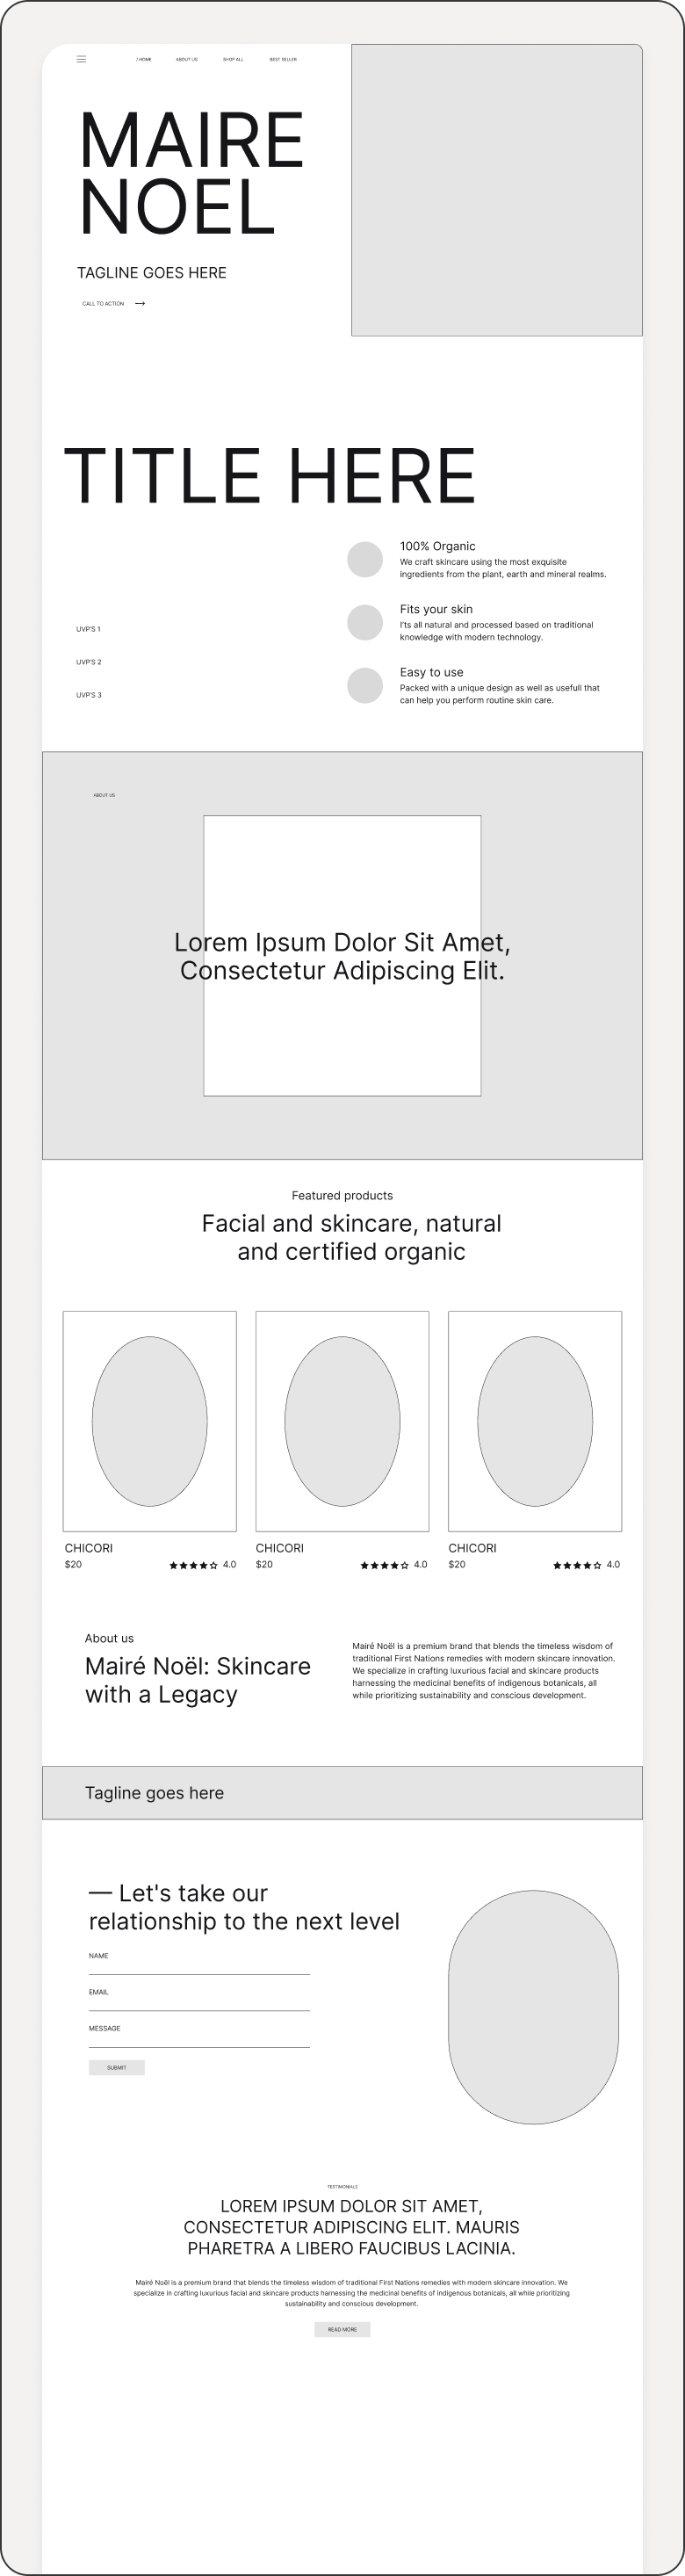 / HOME ABOUT US SHOP ALL BEST SELLER
MAIRE
NOEL
TAGLINE GOES HERE
CALL TO ACTION
TITLE HERE
UVP'S 1
UVP'S 2
UVP'S 3
100% Organic
We craft skincare using the most exquisite
ingredients from the plant, earth and mineral realms.
Fits your skin
I'ts all natural and processed based on traditional
knowledge with modern technology.
Easy to use
Packed with a unique design as well as usefull that
can help you perform routine skin care.
ABOUT US
Lorem Ipsum Dolor Sit Amet,
Consectetur Adipiscing Elit.
Featured products
Facial and skincare, natural
and certified organic
CHICORI
$20 4.0
CHICORI
$20 4.0
CHICORI
$20 4.0
About us
Mairé Noël: Skincare
with a Legacy
Mairé Noël is a premium brand that blends the timeless wisdom of
traditional First Nations remedies with modern skincare innovation.
We specialize in crafting luxurious facial and skincare products
harnessing the medicinal benefits of indigenous botanicals, all
while prioritizing sustainability and conscious development.
Tagline goes here
— Let's take our
relationship to the next level
NAME
EMAIL
MESSAGE
SUBMIT
TESTIMONIALS
LOREM IPSUM DOLOR SIT AMET,
CONSECTETUR ADIPISCING ELIT. MAURIS
PHARETRA A LIBERO FAUCIBUS LACINIA.
Mairé Noël is a premium brand that blends the timeless wisdom of traditional First Nations remedies with modern skincare innovation. We
specialize in crafting luxurious facial and skincare products harnessing the medicinal benefits of indigenous botanicals, all while prioritizing
sustainability and conscious development.
READ MORE